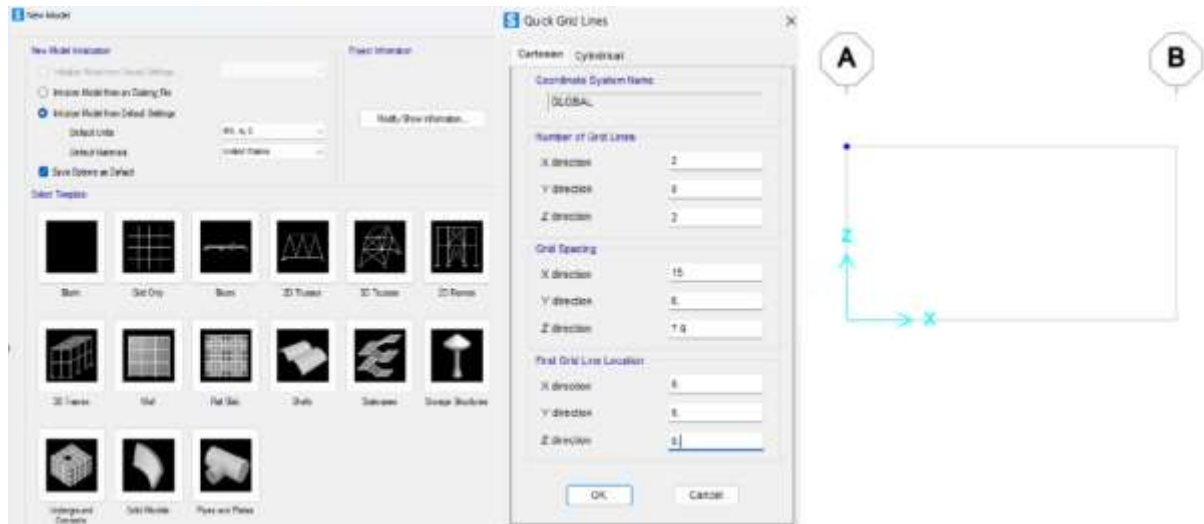 New Model
New Model Initialization
Project Information
Initialize Model from an Existing File
Initialize Model from Default Settings
Default Units
KN, m, C
Default Materials
United States
Save Options as Default
Modify/Show Information...
Select Template
Blank
Grid Only
Beam
2D Trusses
3D Trusses
2D Frames
3D Frames
Wall
Flat Slab
Shells
Staircases
Storage Structures
Underground Concrete
Solid Models
Pipes and Plates
Quick Grid Lines
Cartesian
Cylindrical
Coordinate System Name
GLOBAL
Number of Grid Lines
X direction
2
Y direction
Z direction
2
Grid Spacing
X direction
15
Y direction
Z direction
First Grid Line Location
X direction
Y direction
Z direction
OK
Cancel
A
B
Z
X